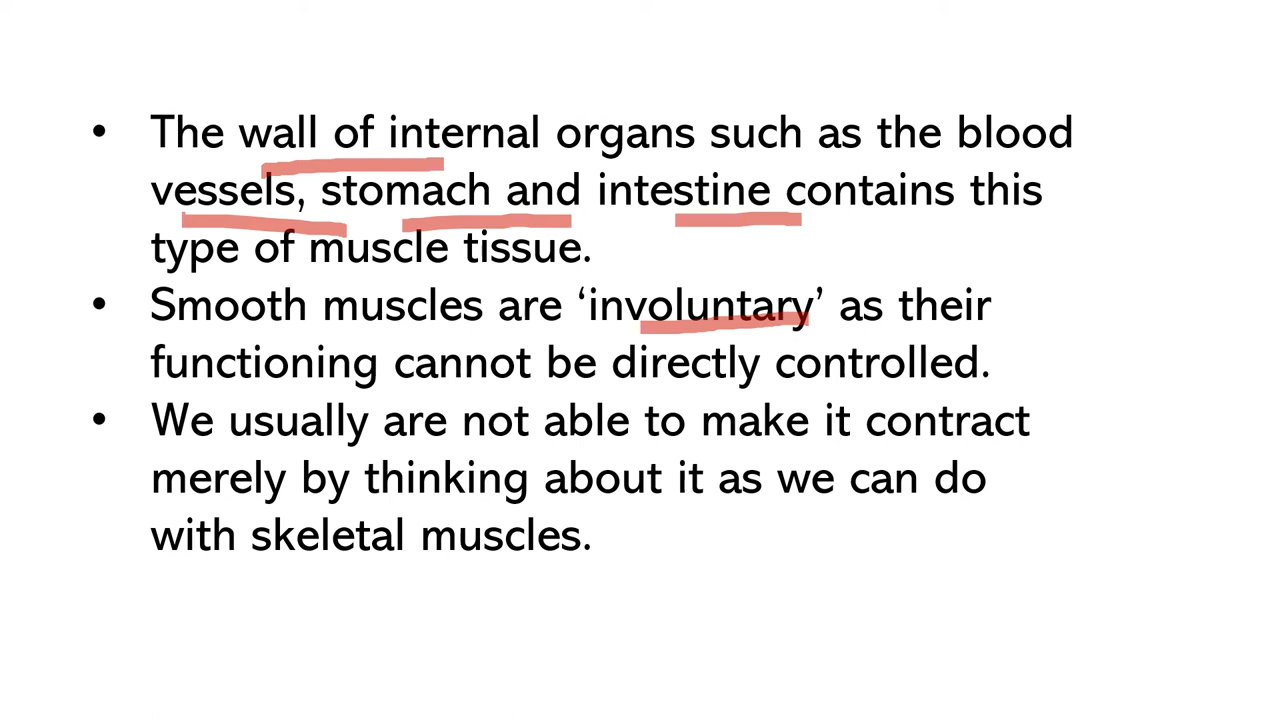 • The wall of internal organs such as the blood
vessels, stomach and intestine contains this
type of muscle tissue.
• Smooth muscles are ‘involuntary’ as their
functioning cannot be directly controlled.
• We usually are not able to make it contract
merely by thinking about it as we can do
with skeletal muscles.